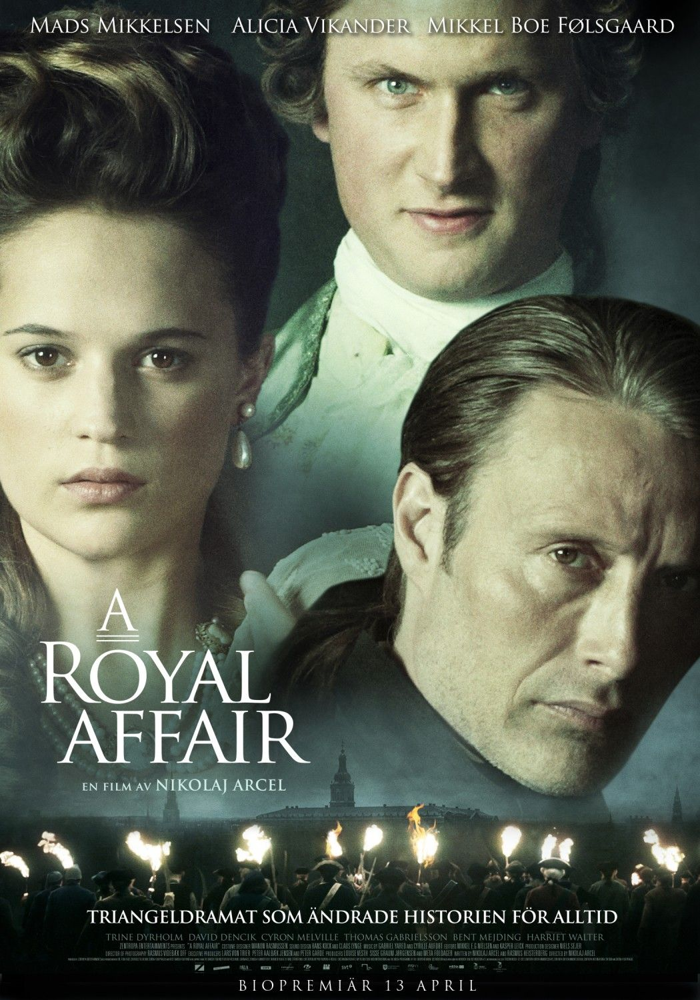 MADS MIKKELSEN ALICIA VIKANDER MIKKEL BOE FØLSGAARD
A
ROYAL
AFFAIR
EN FILM AV NIKOLAJ ARCEL
TRIANGELDRAMAT SOM ÄNDRADE HISTORIEN FÖR ALLTID
TRINE DYRHOLM DAVID DENCIK CYRON MELVILLE THOMAS GABRIELSSON BENT MEJDING HARRIET WALTER
ZENTROPA ENTERTAINMENTS PRESENTS "A ROYAL AFFAIR" COSTUME DESIGNER MANON RASMUSSEN SOUND DESIGN HANS KOCK AND CLAUS LYNGE MUSIC BY GABRIEL YARED & CYRILLE AUFORT EDITORS MIKKEL E.G NIELSEN AND KASPER LEICK PRODUCTION DESIGNER NIELS SEJER
DIRECTOR OF PHOTOGRAPHY RASMUS VIDEBÆK DFF EXECUTIVE PRODUCERS LARS VON TRIER PETER AALBÆK JENSEN AND PETER GARDE PRODUCERS LOUISE VESTH SISSE GRAUM JØRGENSEN AND META FOLDAGER WRITTEN BY NIKOLAJ ARCEL AND RASMUS HEISTERBERG DIRECTED BY NIKOLAJ ARCEL
svt
BIOPREMIÄR 13 APRIL